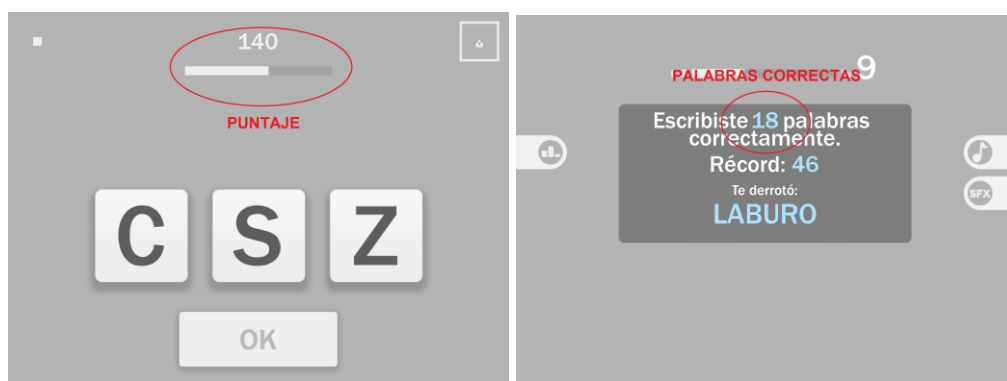 140
PUNTAJE
C S Z
OK
9
PALABRAS CORRECTAS
Escribiste 18 palabras
correctamente.
Récord: 46
Te derrotó:
LABURO
SFX